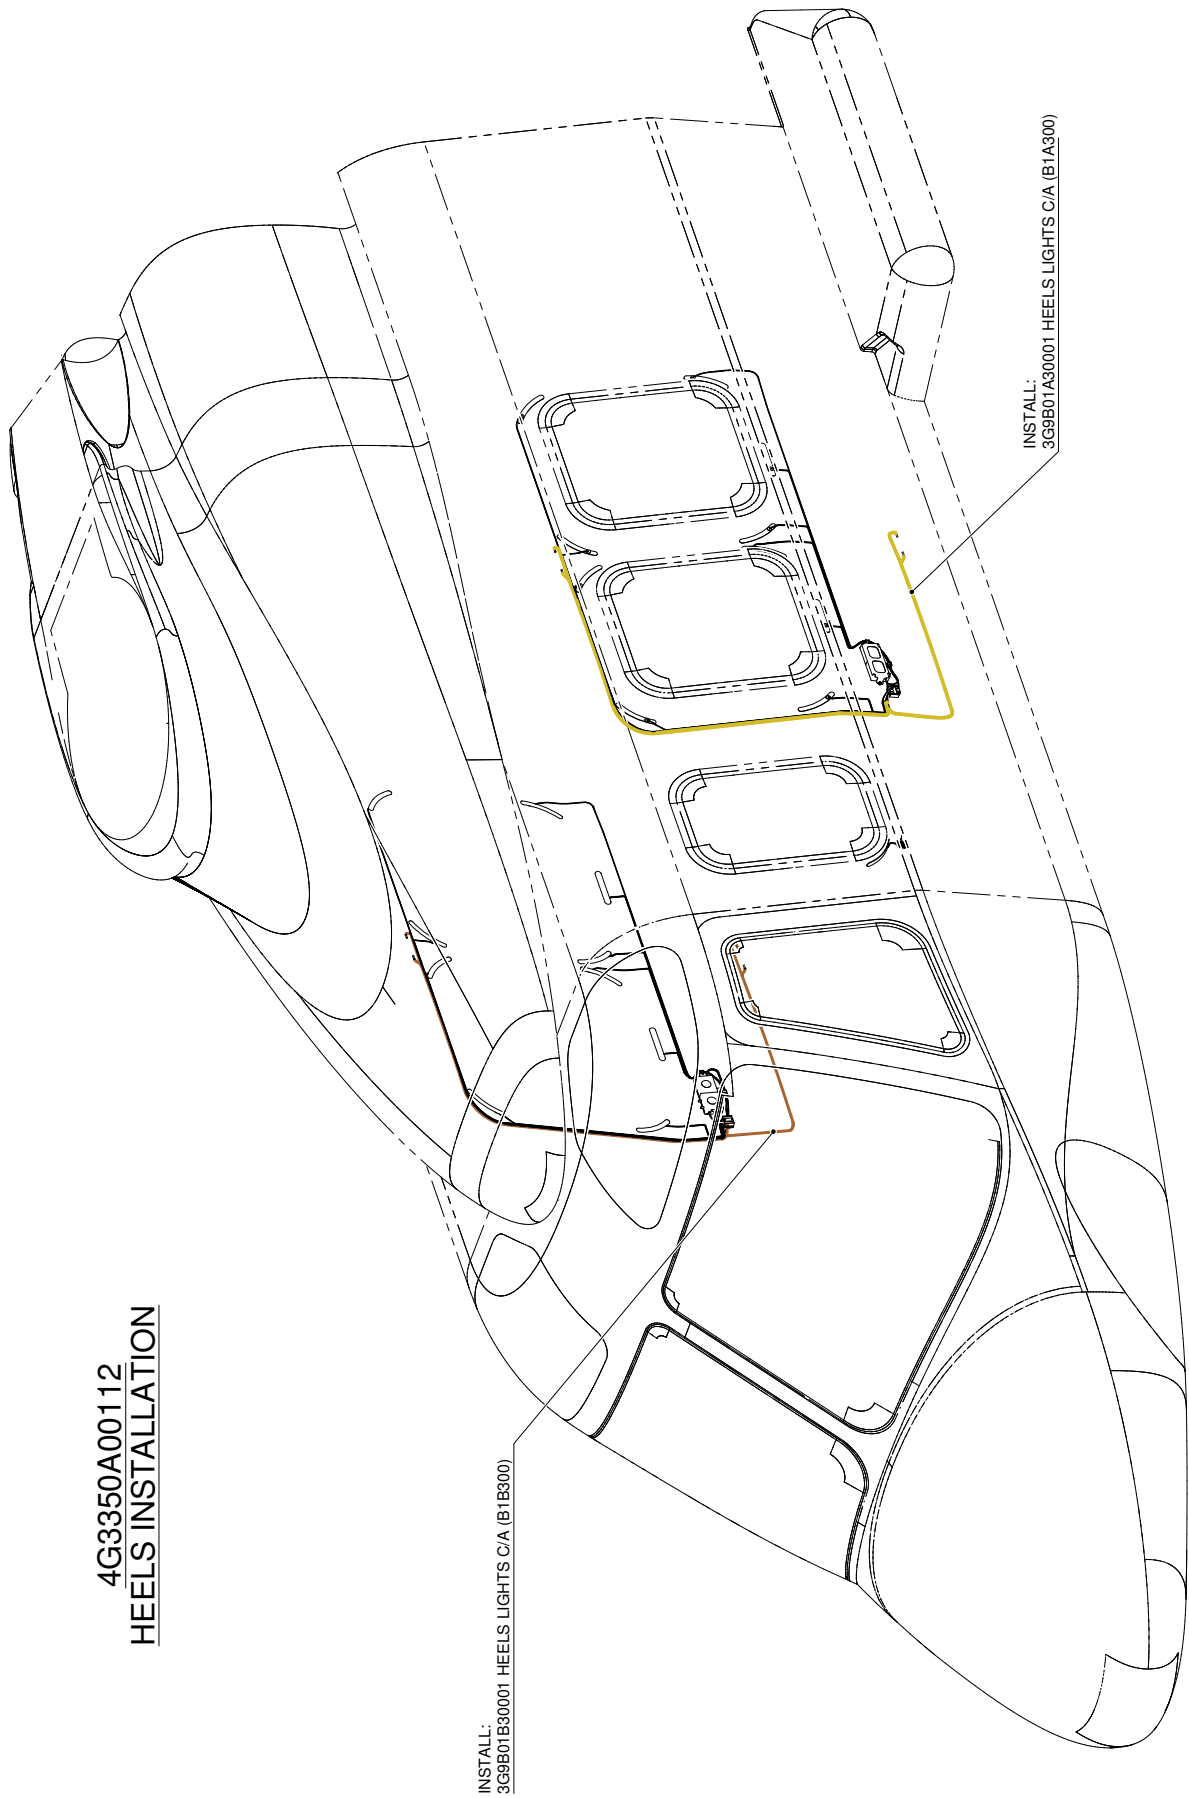 4G3350A00112
HEELS INSTALLATION
INSTALL:
3G9B01B30001 HEELS LIGHTS C/A (B1B300)
INSTALL:
3G9B01A30001 HEELS LIGHTS C/A (B1A300)